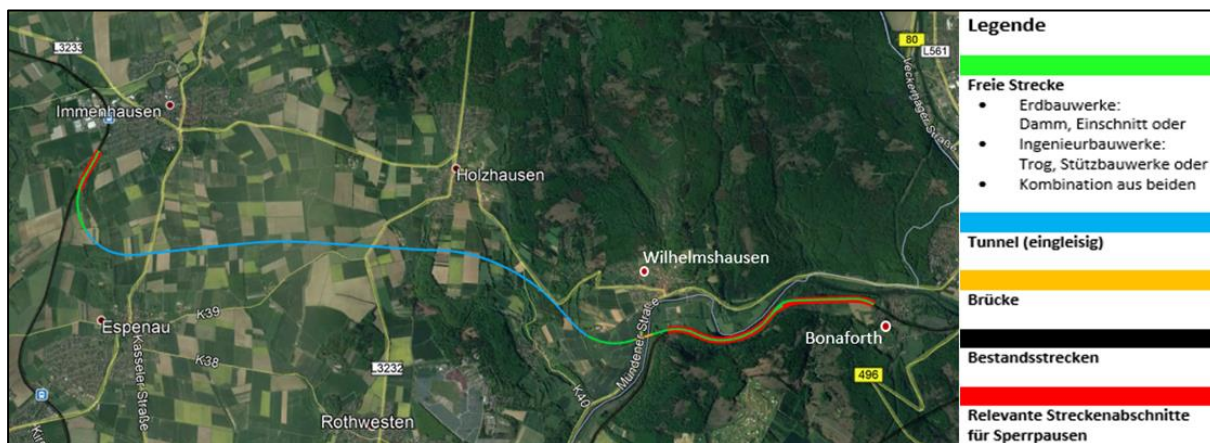 L3233
Immenhausen
Holzhausen
80
L561
Veckerhager Straße
Wilhelmshausen
Mündener Straße
Bonaforth
496
K39
Espenau
K38
Kasseler Straße
L3232
K40
Rothwesten
Legende
Freie Strecke
• Erdbauwerke:
Damm, Einschnitt oder
• Ingenieurbauwerke:
Trog, Stützbauwerke oder
• Kombination aus beiden
Tunnel (eingleisig)
Brücke
Bestandsstrecken
Relevante Streckenabschnitte
für Sperrpausen